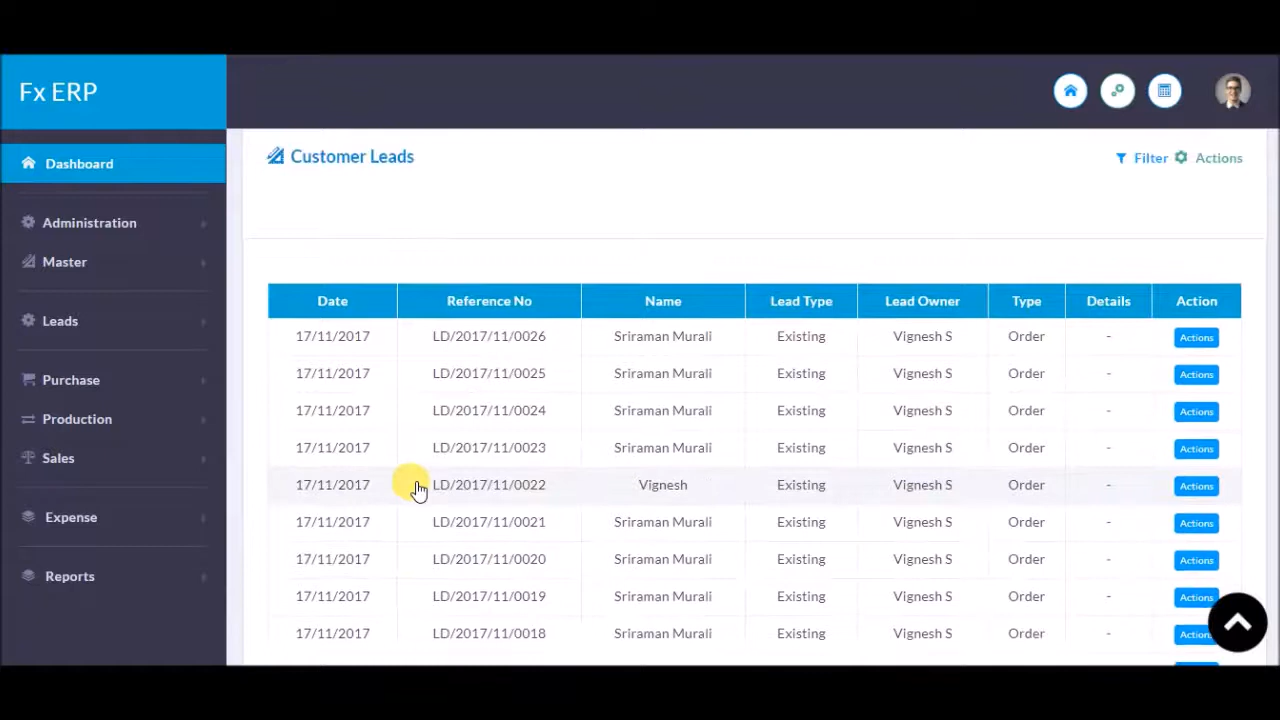 Fx ERP
Dashboard
Administration
Master
Leads
Purchase
Production
Sales
Expense
Reports
Customer Leads
Filter Actions
Date Reference No Name Lead Type Lead Owner Type Details Action
17/11/2017 LD/2017/11/0026 Sriraman Murali Existing Vignesh S Order - Actions
17/11/2017 LD/2017/11/0025 Sriraman Murali Existing Vignesh S Order - Actions
17/11/2017 LD/2017/11/0024 Sriraman Murali Existing Vignesh S Order - Actions
17/11/2017 LD/2017/11/0023 Sriraman Murali Existing Vignesh S Order - Actions
17/11/2017 LD/2017/11/0022 Vignesh Existing Vignesh S Order - Actions
17/11/2017 LD/2017/11/0021 Sriraman Murali Existing Vignesh S Order - Actions
17/11/2017 LD/2017/11/0020 Sriraman Murali Existing Vignesh S Order - Actions
17/11/2017 LD/2017/11/0019 Sriraman Murali Existing Vignesh S Order - Actions
17/11/2017 LD/2017/11/0018 Sriraman Murali Existing Vignesh S Order - Actions